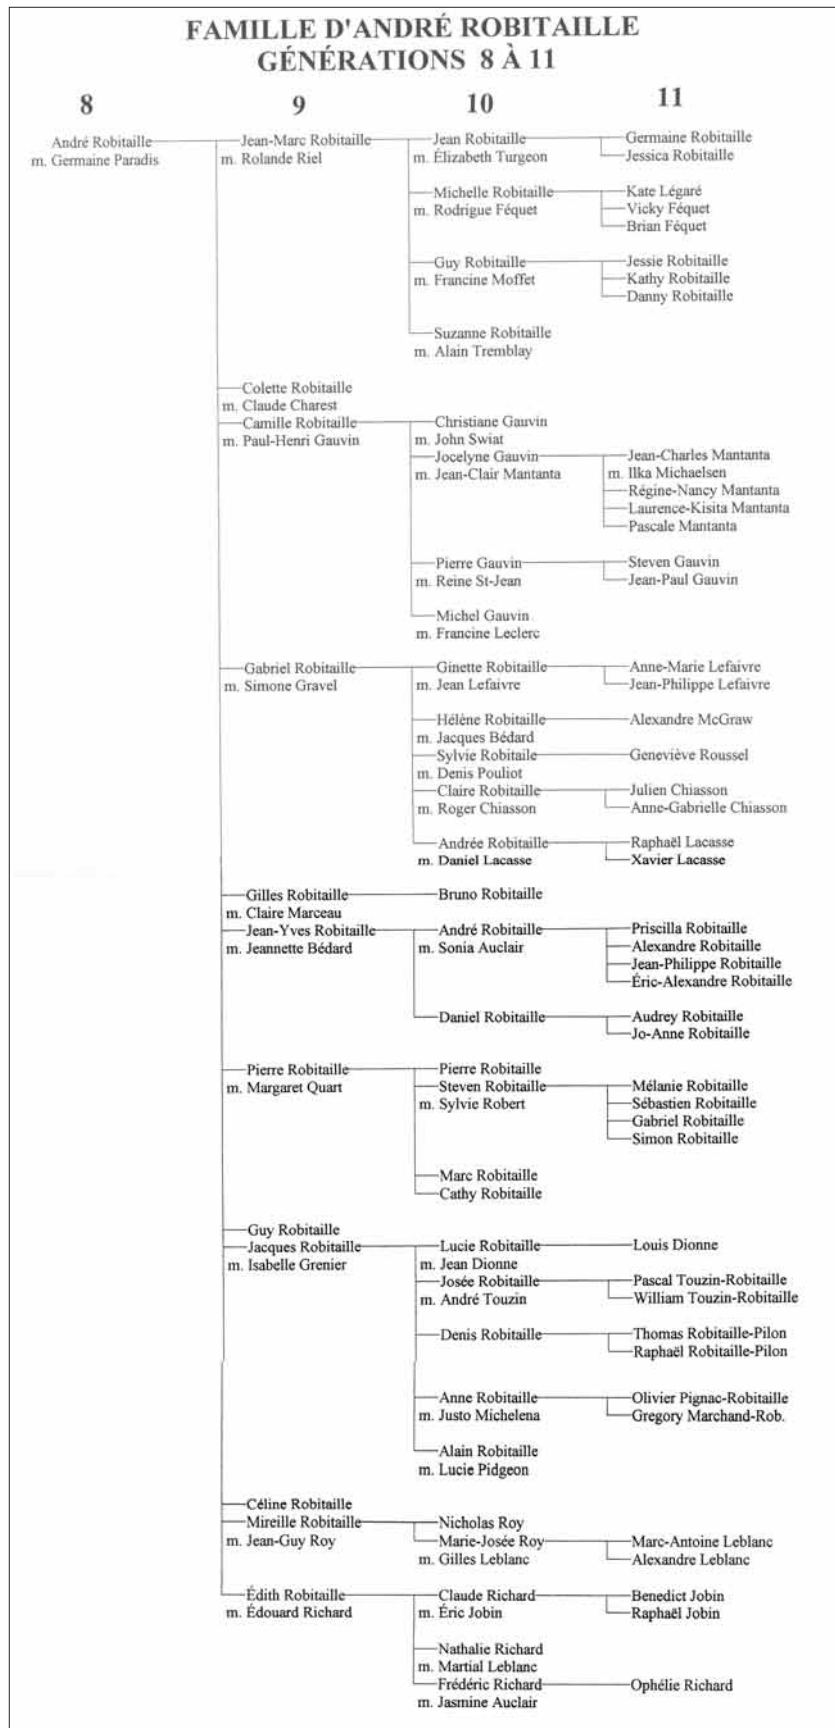 FAMILLE D'ANDRÉ ROBITAILLE
GÉNÉRATIONS 8 À 11
8 9 10 11
André Robitaille Jean-Marc Robitaille Jean Robitaille Germaine Robitaille
m. Germaine Paradis m. Rolande Riel m. Élizabeth Turgeon Jessica Robitaille
Michelle Robitaille Kate Légaré
m. Rodrigue Féquet Vicky Féquet
Brian Féquet
Guy Robitaille Jessie Robitaille
m. Francine Moffet Kathy Robitaille
Danny Robitaille
Suzanne Robitaille
m. Alain Tremblay
Colette Robitaille
m. Claude Charest
Camille Robitaille Christiane Gauvin
m. Paul-Henri Gauvin m. John Swiat
Jocelyne Gauvin Jean-Charles Mantanta
m. Jean-Clair Mantanta m. Ilka Michaelsen
Régine-Nancy Mantanta
Laurence-Kisita Mantanta
Pascale Mantanta
Pierre Gauvin Steven Gauvin
m. Reine St-Jean Jean-Paul Gauvin
Michel Gauvin
m. Francine Leclerc
Gabriel Robitaille Ginette Robitaille Anne-Marie Lefaivre
m. Simone Gravel m. Jean Lefaivre Jean-Philippe Lefaivre
Hélène Robitaille Alexandre McGraw
m. Jacques Bédard
Sylvie Robitaile Geneviève Roussel
m. Denis Pouliot
Claire Robitaille Julien Chiasson
m. Roger Chiasson Anne-Gabrielle Chiasson
Andrée Robitaille Raphaël Lacasse
m. Daniel Lacasse Xavier Lacasse
Gilles Robitaille Bruno Robitaille
m. Claire Marceau
Jean-Yves Robitaille André Robitaille Priscilla Robitaille
m. Jeannette Bédard m. Sonia Auclair Alexandre Robitaille
Jean-Philippe Robitaille
Éric-Alexandre Robitaille
Daniel Robitaille Audrey Robitaille
Jo-Anne Robitaille
Pierre Robitaille Pierre Robitaille
m. Margaret Quart Steven Robitaille Mélanie Robitaille
m. Sylvie Robert Sébastien Robitaille
Gabriel Robitaille
Simon Robitaille
Marc Robitaille
Cathy Robitaille
Guy Robitaille
Jacques Robitaille Lucie Robitaille Louis Dionne
m. Isabelle Grenier m. Jean Dionne
Josée Robitaille Pascal Touzin-Robitaille
m. André Touzin William Touzin-Robitaille
Denis Robitaille Thomas Robitaille-Pilon
Raphaël Robitaille-Pilon
Anne Robitaille Olivier Pignac-Robitaille
m. Justo Michelena Gregory Marchand-Rob.
Alain Robitaille
m. Lucie Pidgeon
Céline Robitaille
Mireille Robitaille Nicholas Roy
m. Jean-Guy Roy Marie-Josée Roy Marc-Antoine Leblanc
m. Gilles Leblanc Alexandre Leblanc
Édith Robitaille Claude Richard Benedict Jobin
m. Édouard Richard m. Éric Jobin Raphaël Jobin
Nathalie Richard
m. Martial Leblanc
Frédéric Richard Ophélie Richard
m. Jasmine Auclair